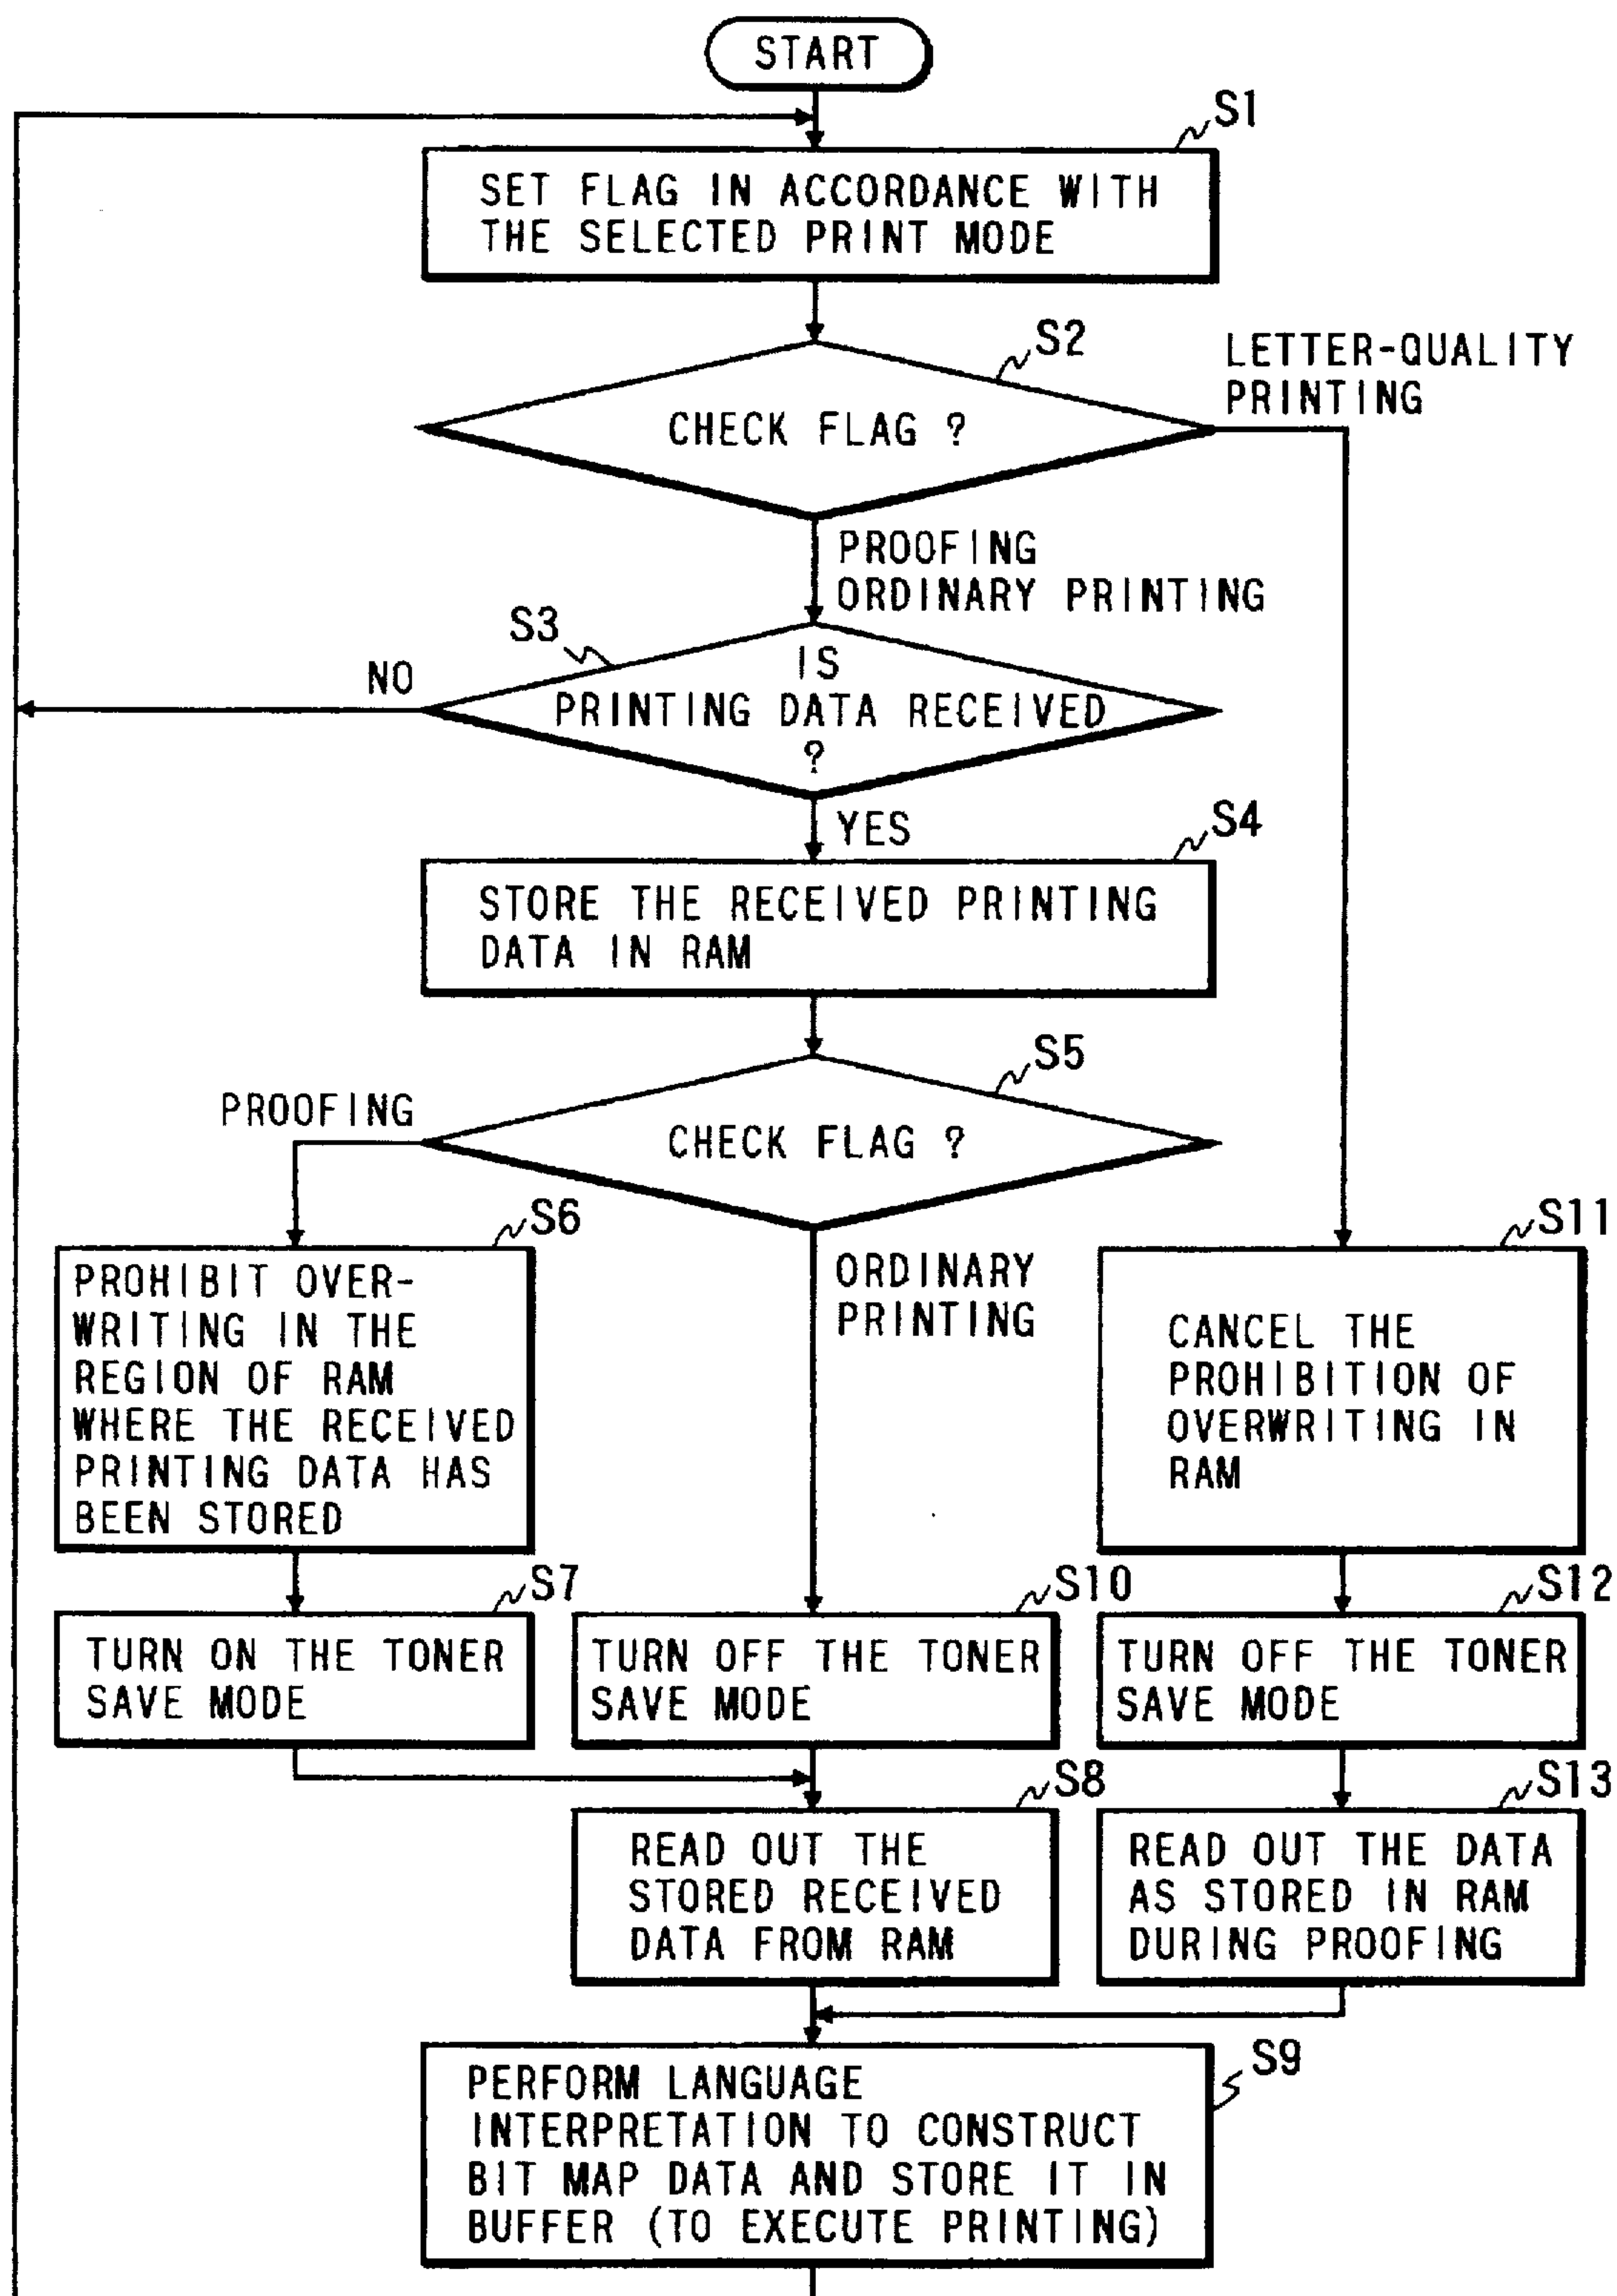 START
S1
SET FLAG IN ACCORDANCE WITH
THE SELECTED PRINT MODE
S2
LETTER-QUALITY
PRINTING
CHECK FLAG ?
PROOFING
ORDINARY PRINTING
S3
NO
IS
PRINTING DATA RECEIVED
?
YES
S4
STORE THE RECEIVED PRINTING
DATA IN RAM
S5
PROOFING
CHECK FLAG ?
S6
PROHIBIT OVER-
WRITING IN THE
REGION OF RAM
WHERE THE RECEIVED
PRINTING DATA HAS
BEEN STORED
ORDINARY
PRINTING
S11
CANCEL THE
PROHIBITION OF
OVERWRITING IN
RAM
S7
TURN ON THE TONER
SAVE MODE
S10
TURN OFF THE TONER
SAVE MODE
S12
TURN OFF THE TONER
SAVE MODE
S8
READ OUT THE
STORED RECEIVED
DATA FROM RAM
S13
READ OUT THE DATA
AS STORED IN RAM
DURING PROOFING
S9
PERFORM LANGUAGE
INTERPRETATION TO CONSTRUCT
BIT MAP DATA AND STORE IT IN
BUFFER (TO EXECUTE PRINTING)